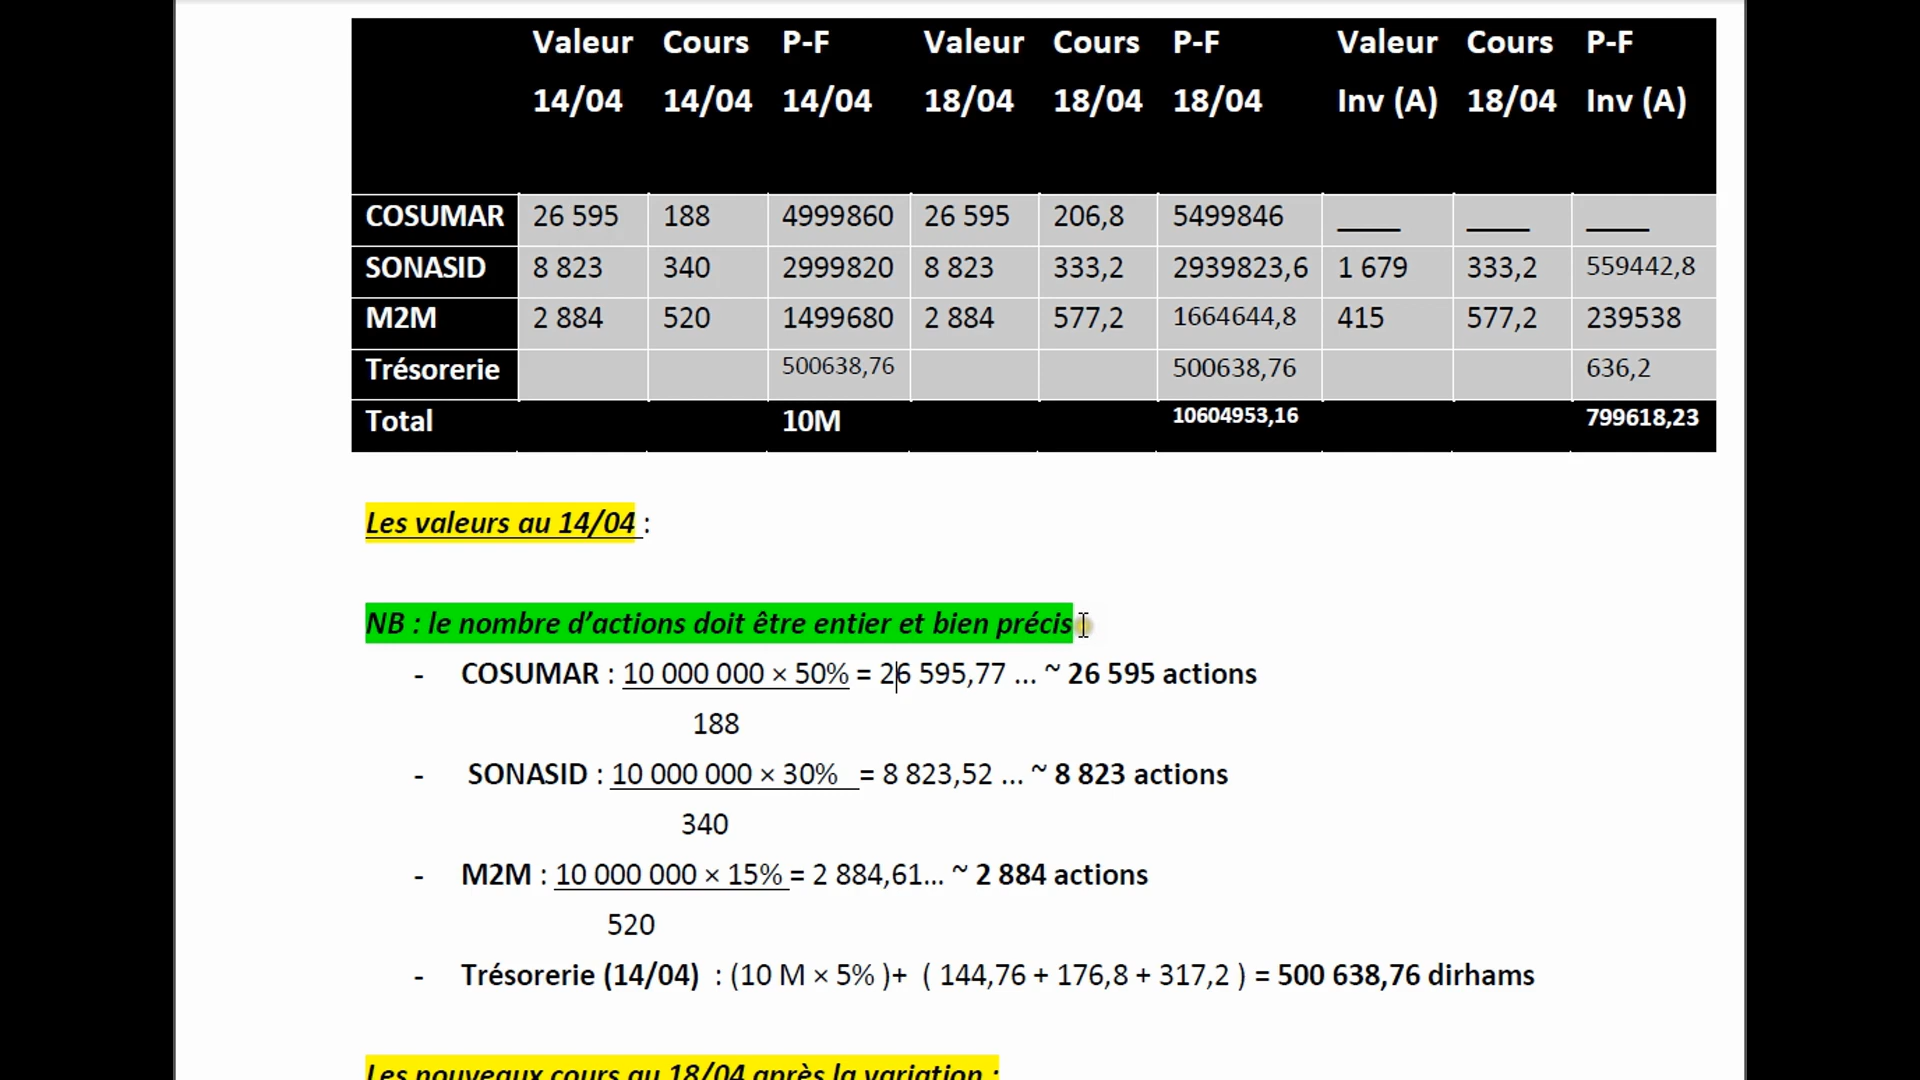 Valeur Cours P-F Valeur Cours P-F Valeur Cours P-F
14/04 14/04 14/04 18/04 18/04 18/04 Inv (A) 18/04 Inv (A)
COSUMAR 26 595 188 4999860 26 595 206,8 5499846 ____ ____ ____
SONASID 8 823 340 2999820 8 823 333,2 2939823,6 1 679 333,2 559442,8
M2M 2 884 520 1499680 2 884 577,2 1664644,8 415 577,2 239538
Trésorerie 500638,76 500638,76 636,2
Total 10M 10604953,16 799618,23
Les valeurs au 14/04 :
NB : le nombre d’actions doit être entier et bien précis
- COSUMAR : 10 000 000 × 50% = 26 595,77 ... ~ 26 595 actions
188
- SONASID : 10 000 000 × 30% = 8 823,52 ... ~ 8 823 actions
340
- M2M : 10 000 000 × 15% = 2 884,61... ~ 2 884 actions
520
- Trésorerie (14/04) : (10 M × 5% )+ ( 144,76 + 176,8 + 317,2 ) = 500 638,76 dirhams
Les nouveaux cours au 18/04 après la variation :